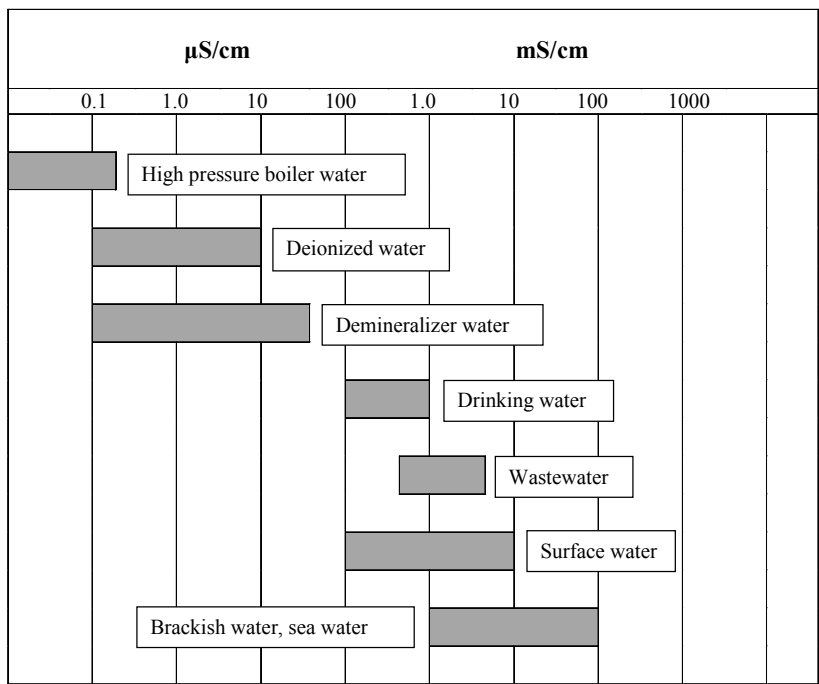 μS/cm mS/cm
0.1 1.0 10 100 1.0 10 100 1000
High pressure boiler water
Deionized water
Demineralizer water
Drinking water
Wastewater
Surface water
Brackish water, sea water